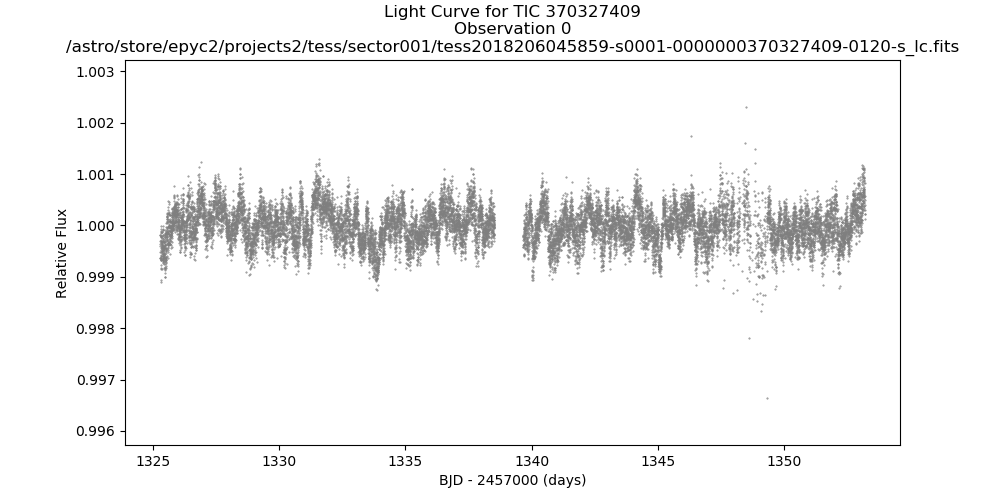 Light Curve for TIC 370327409
Observation 0
/astro/store/epyc2/projects2/tess/sector001/tess2018206045859-s0001-0000000370327409-0120-s_lc.fits
1.003
1.002
1.001
1.000
0.999
0.998
0.997
0.996
Relative Flux
1325
1330
1335
1340
1345
1350
BJD - 2457000 (days)